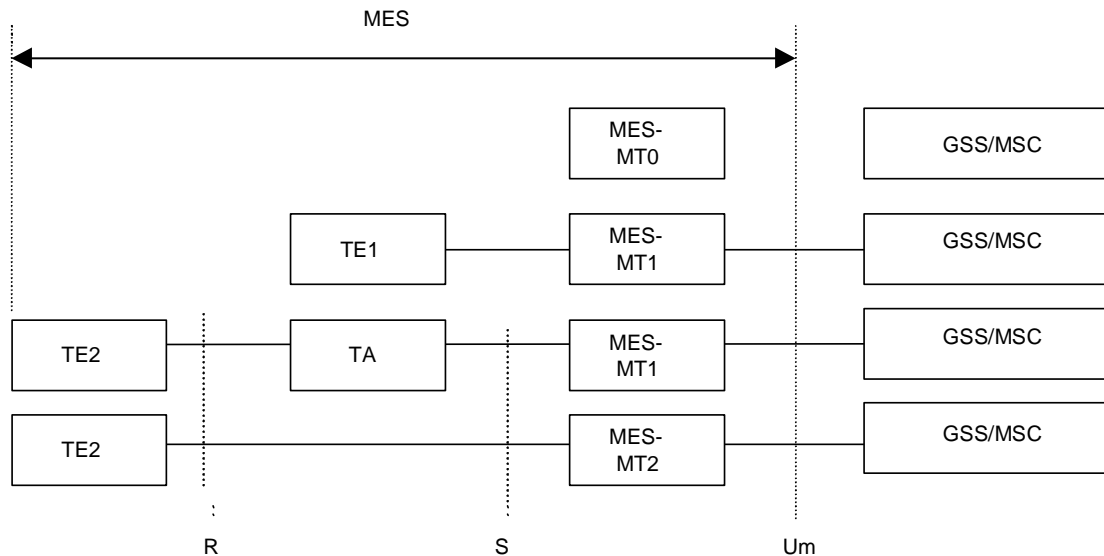 MES
MES-
MT0
GSS/MSC
TE1
MES-
MT1
GSS/MSC
TE2
TA
MES-
MT1
GSS/MSC
TE2
MES-
MT2
GSS/MSC
R
S
Um